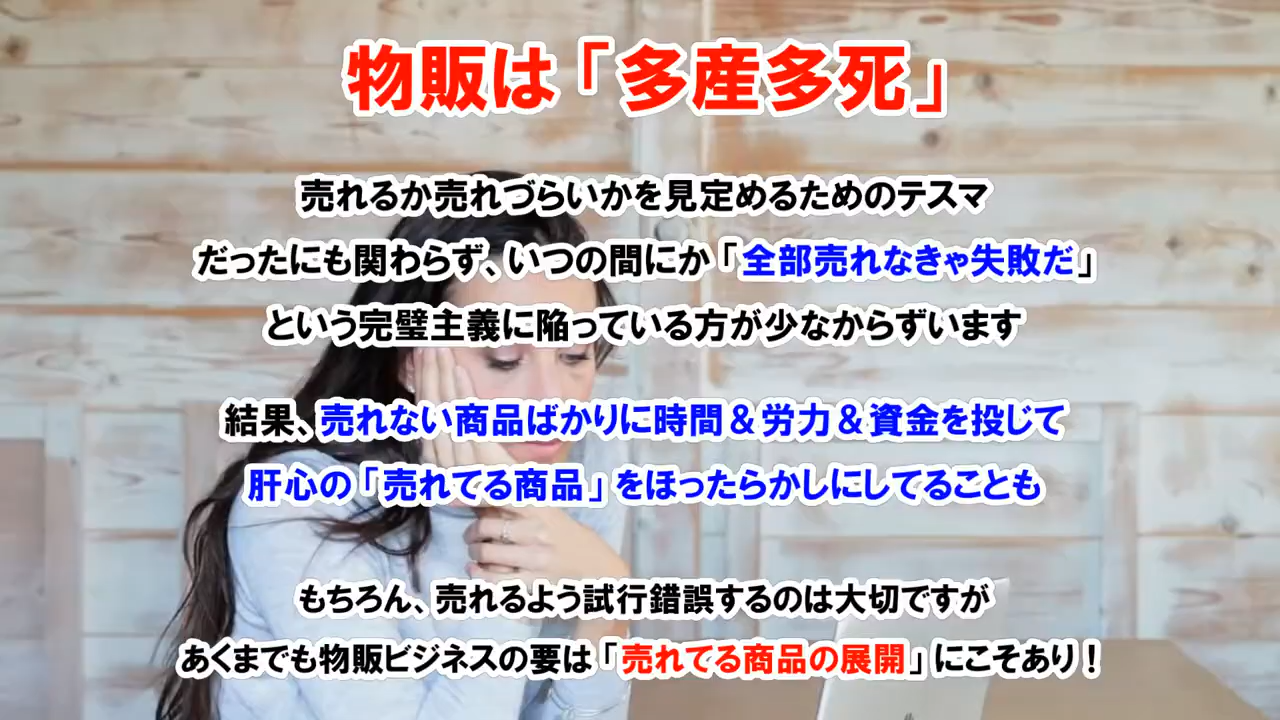 物販は「多産多死」
売れるか売れづらいかを見定めるためのテスマ
だったにも関わらず、いつの間にか「全部売れなきゃ失敗だ」
という完璧主義に陥っている方が少なからずいます
結果、売れない商品ばかりに時間＆労力＆資金を投じて
肝心の「売れてる商品」をほったらかしにしてることも
もちろん、売れるよう試行錯誤するのは大切ですが
あくまでも物販ビジネスの要は「売れてる商品の展開」にこそあり！